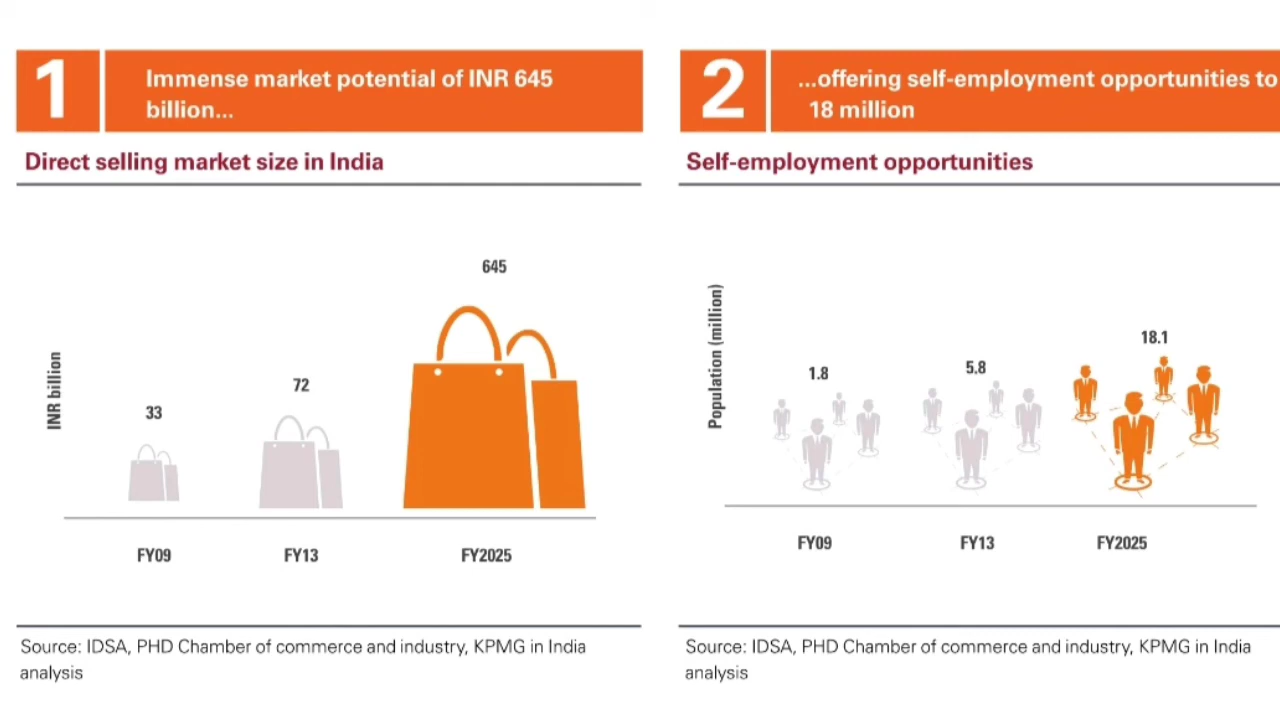 1
Immense market potential of INR 645
billion...
Direct selling market size in India
INR billion
33
72
645
FY09
FY13
FY2025
Source: IDSA, PHD Chamber of commerce and industry, KPMG in India
analysis
2
...offering self-employment opportunities to
18 million
Self-employment opportunities
Population (million)
1.8
5.8
18.1
FY09
FY13
FY2025
Source: IDSA, PHD Chamber of commerce and industry, KPMG in India
analysis